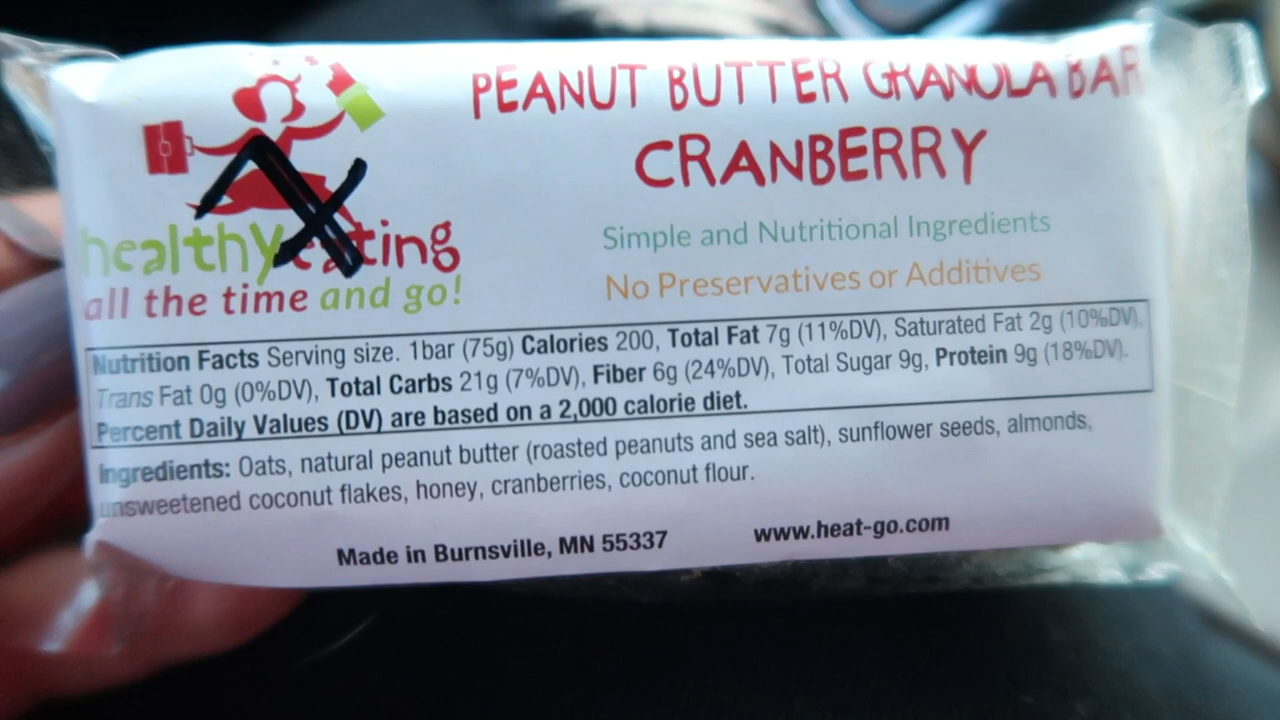 PEANUT BUTTER GRANOLA BAR
CRANBERRY
Simple and Nutritional Ingredients
No Preservatives or Additives
healthy eating
all the time and go!
Nutrition Facts Serving size. 1bar (75g) Calories 200, Total Fat 7g (11%DV), Saturated Fat 2g (10%DV),
Trans Fat 0g (0%DV), Total Carbs 21g (7%DV), Fiber 6g (24%DV), Total Sugar 9g, Protein 9g (18%DV).
Percent Daily Values (DV) are based on a 2,000 calorie diet.
Ingredients: Oats, natural peanut butter (roasted peanuts and sea salt), sunflower seeds, almonds,
unsweetened coconut flakes, honey, cranberries, coconut flour.
Made in Burnsville, MN 55337
www.heat-go.com